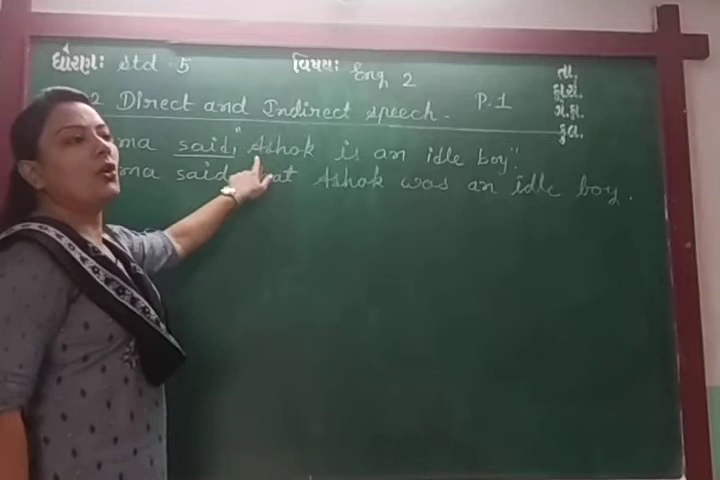 ધોરણ: Std. 5 વિષય: Eng 2 તા.
2 Direct and Indirect speech. P.1 હાજ.
ગે.હા.
કુલ.
ma said, "Ashok is an idle boy".
ma said at Ashok was an idle boy.